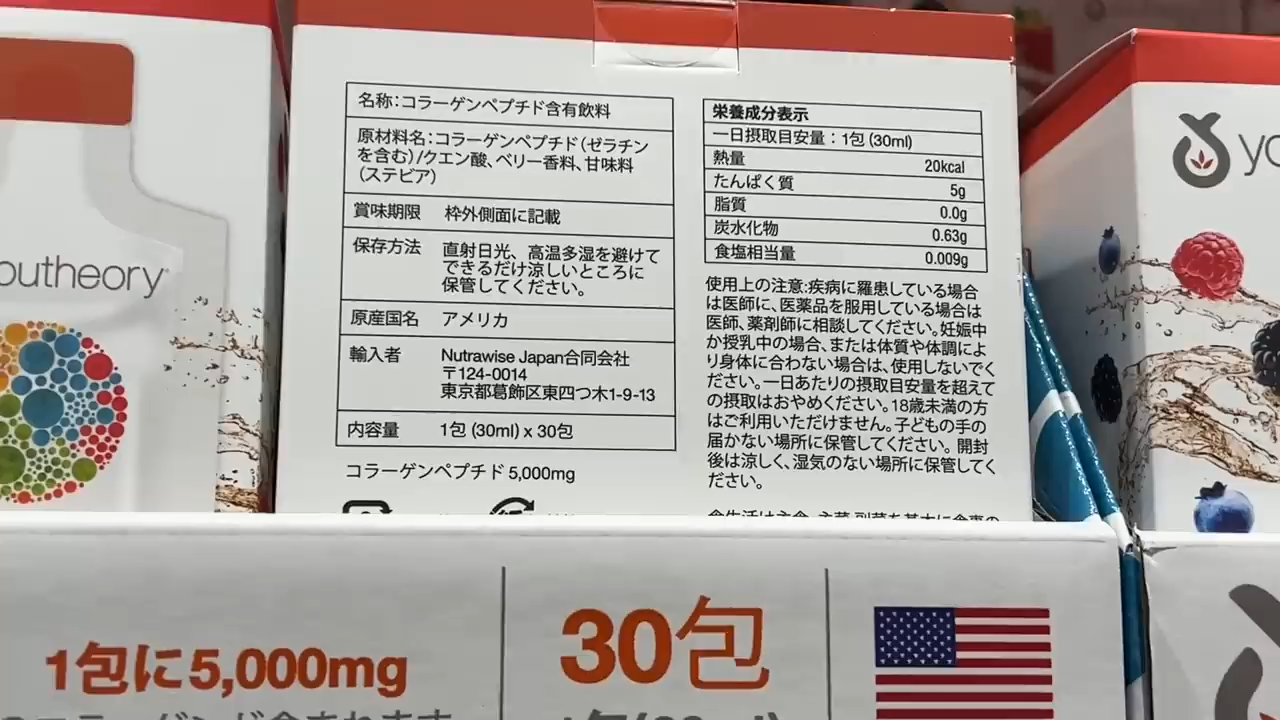 名称:コラーゲンペプチド含有飲料
原材料名:コラーゲンペプチド(ゼラチン
を含む)/クエン酸、ベリー香料、甘味料
(ステビア)
賞味期限 枠外側面に記載
保存方法 直射日光、高温多湿を避けて
できるだけ涼しいところに
保管してください。
原産国名 アメリカ
輸入者 Nutrawise Japan合同会社
〒124-0014
東京都葛飾区東四つ木1-9-13
内容量 1包 (30ml) x 30包
コラーゲンペプチド 5,000mg
栄養成分表示
一日摂取目安量:1包 (30ml)
熱量 20kcal
たんぱく質 5g
脂質 0.0g
炭水化物 0.63g
食塩相当量 0.009g
使用上の注意:疾病に罹患している場合
は医師に、医薬品を服用している場合は
医師、薬剤師に相談してください。妊娠中
か授乳中の場合、または体質や体調によ
り身体に合わない場合は、使用しないでく
ださい。一日あたりの摂取目安量を超えて
の摂取はおやめください。18歳未満の方
はご利用いただけません。子どもの手の
届かない場所に保管してください。開封
後は涼しく、湿気のない場所に保管してく
ださい。
食生活は主食、主菜、副菜を基本に食事の
outheory
yo
1包に5,000mg
30包